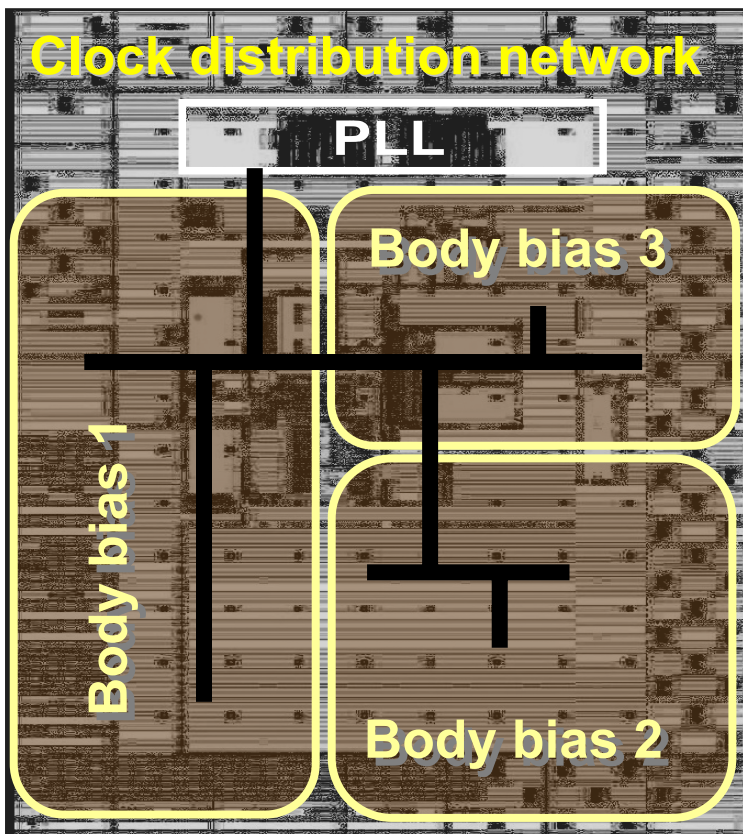 Clock distribution network
PLL
Body bias 3
Body bias 1
Body bias 2